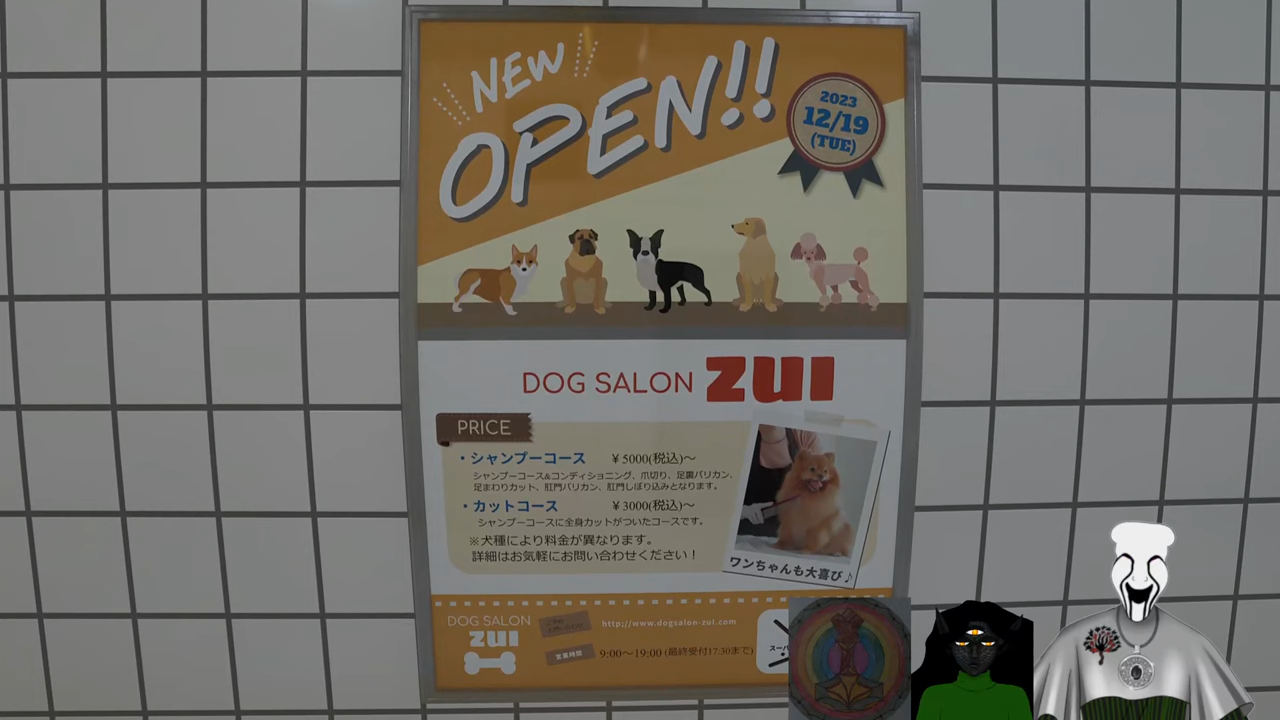 NEW
OPEN!!
2023
12/19
(TUE)
DOG SALON ZUI
PRICE
・シャンプーコース ¥5000(税込)～
シャンプーコース&コンディショニング、爪切り、足裏バリカン、
足まわりカット、肛門バリカン、肛門しぼり込みとなります。
・カットコース ¥3000(税込)～
シャンプーコースに全身カットがついたコースです。
※犬種により料金が異なります。
詳細はお気軽にお問い合わせください！
ワンちゃんも大喜び♪
DOG SALON
ZUI
http://www.dogsalon-zui.com
営業時間 9:00～19:00 (最終受付17:30まで)
スーパ